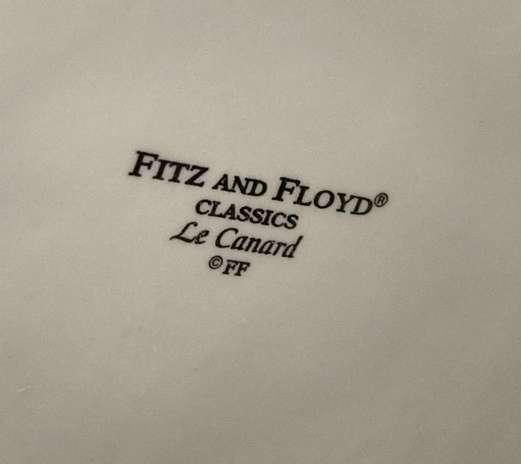 FITZ AND FLOYD®
CLASSICS
Le Canard
© FF